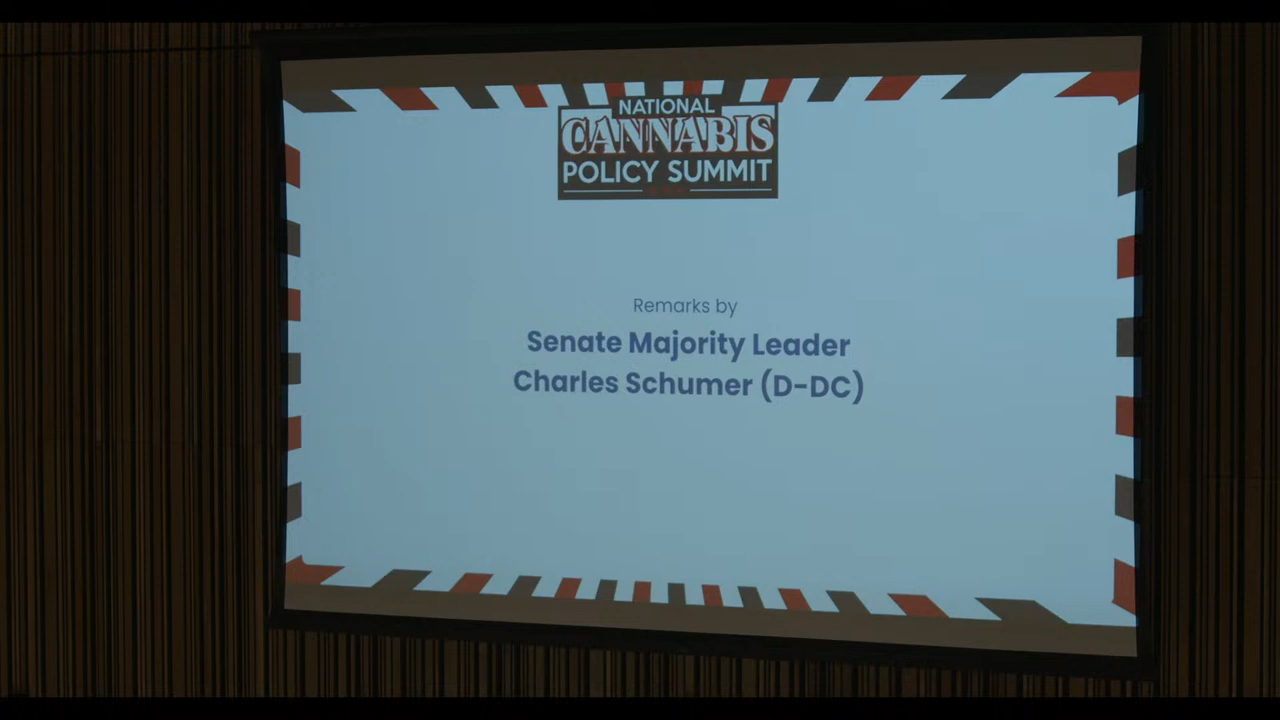 NATIONAL
CANNABIS
POLICY SUMMIT
Remarks by
Senate Majority Leader
Charles Schumer (D-DC)